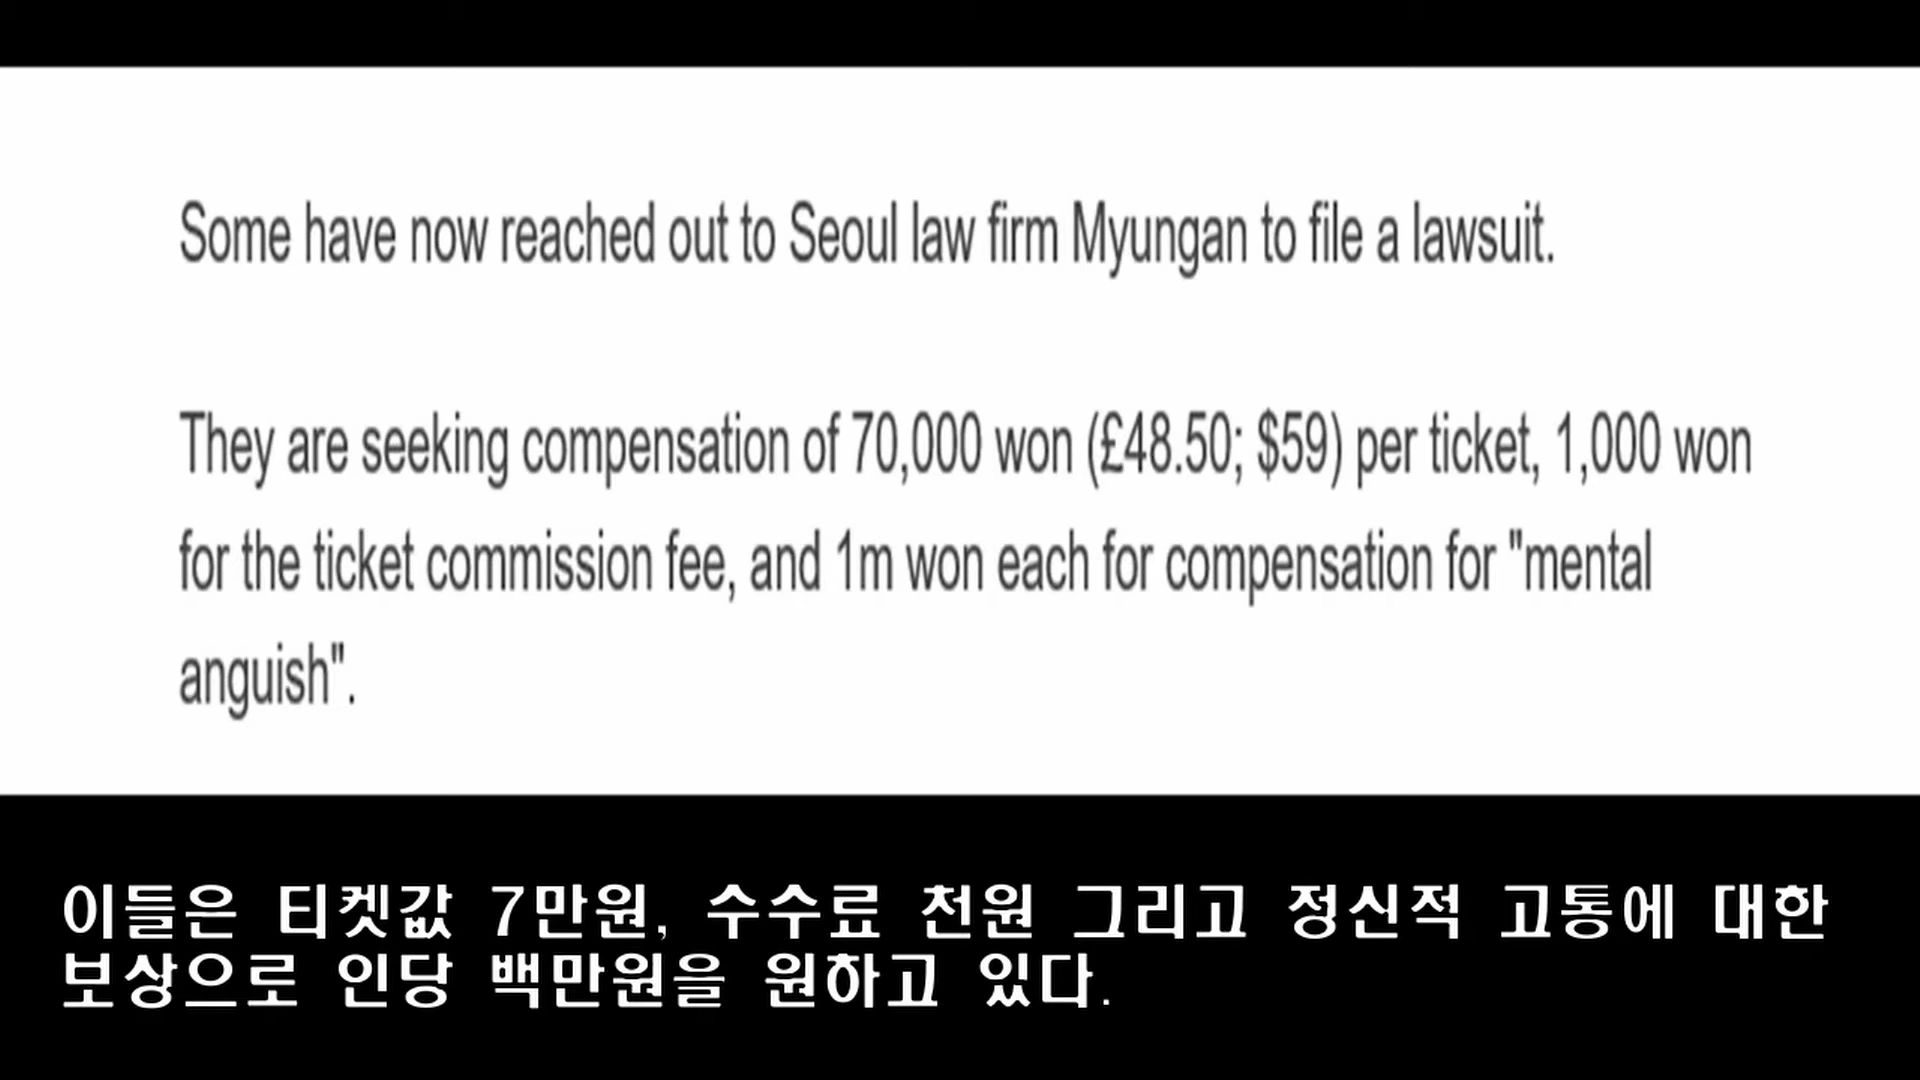 Some have now reached out to Seoul law firm Myungan to file a lawsuit.
They are seeking compensation of 70,000 won (£48.50; $59) per ticket, 1,000 won
for the ticket commission fee, and 1m won each for compensation for "mental
anguish".
이들은 티켓값 7만원, 수수료 천원 그리고 정신적 고통에 대한
보상으로 인당 백만원을 원하고 있다.